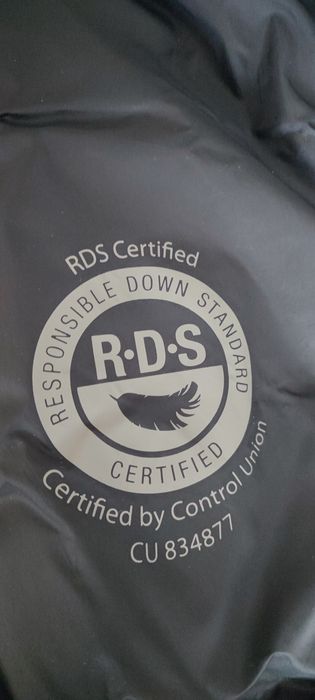 RDS Certified
RESPONSIBLE DOWN STANDARD
R·D·S
CERTIFIED
Certified by Control Union
CU 834877